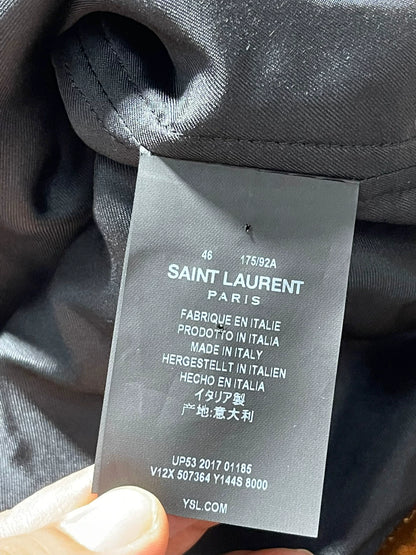 46 175/92A
SAINT LAURENT
PARIS
FABRIQUE EN ITALIE
PRODOTTO IN ITALIA
MADE IN ITALY
HERGESTELLT IN ITALIEN
HECHO EN ITALIA
イタリア製
产地:意大利
UP53 2017 01185
V12X 507364 Y144S 8000
YSL.COM